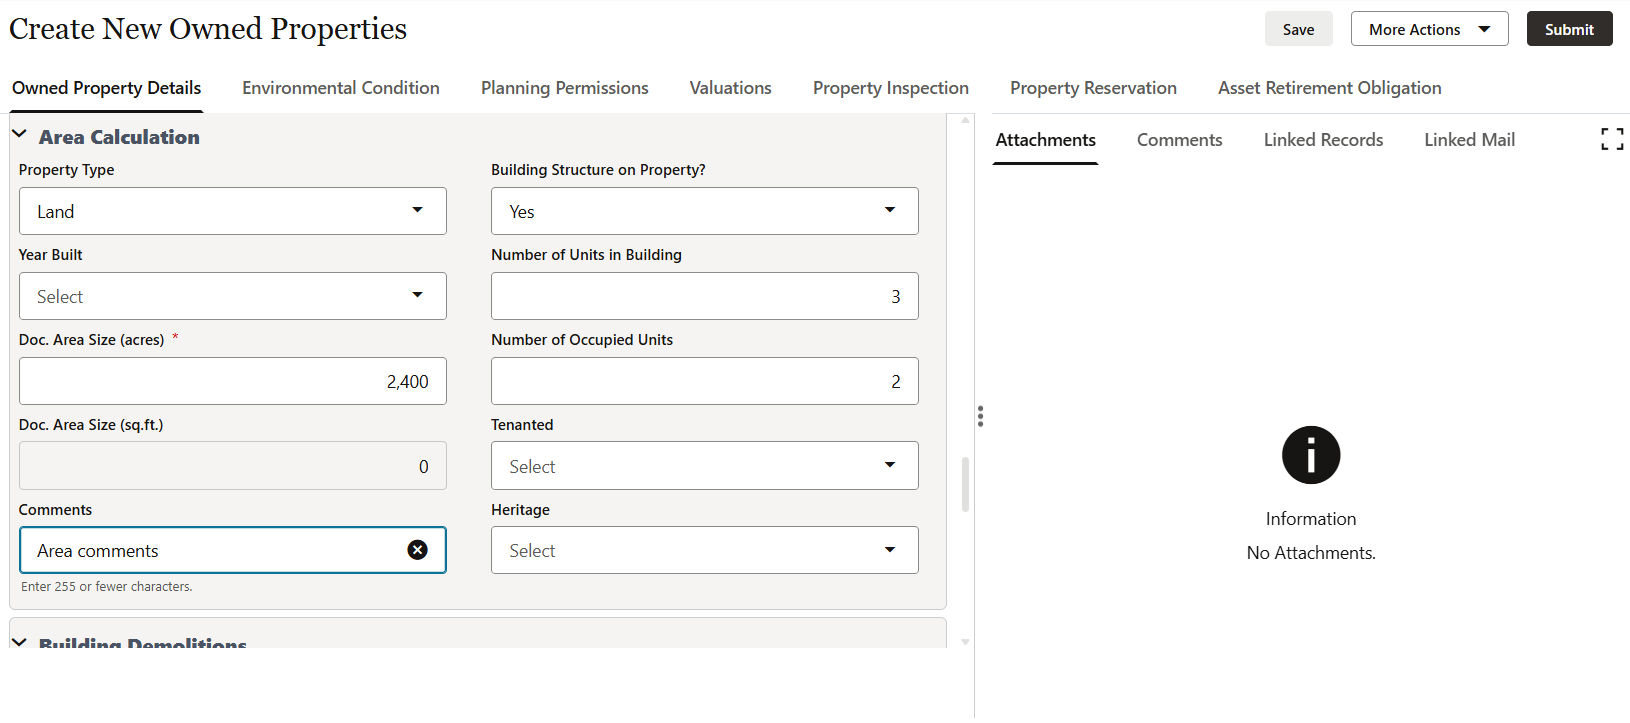 Create New Owned Properties
Save
More Actions
Submit
Owned Property Details
Environmental Condition
Planning Permissions
Valuations
Property Inspection
Property Reservation
Asset Retirement Obligation
Area Calculation
Property Type
Building Structure on Property?
Land
Yes
Year Built
Number of Units in Building
Select
3
Doc. Area Size (acres) *
Number of Occupied Units
2,400
2
Doc. Area Size (sq.ft.)
Tenanted
0
Select
Comments
Heritage
Area comments
Select
Enter 255 or fewer characters.
Building Demolitions
Attachments
Comments
Linked Records
Linked Mail
Information
No Attachments.